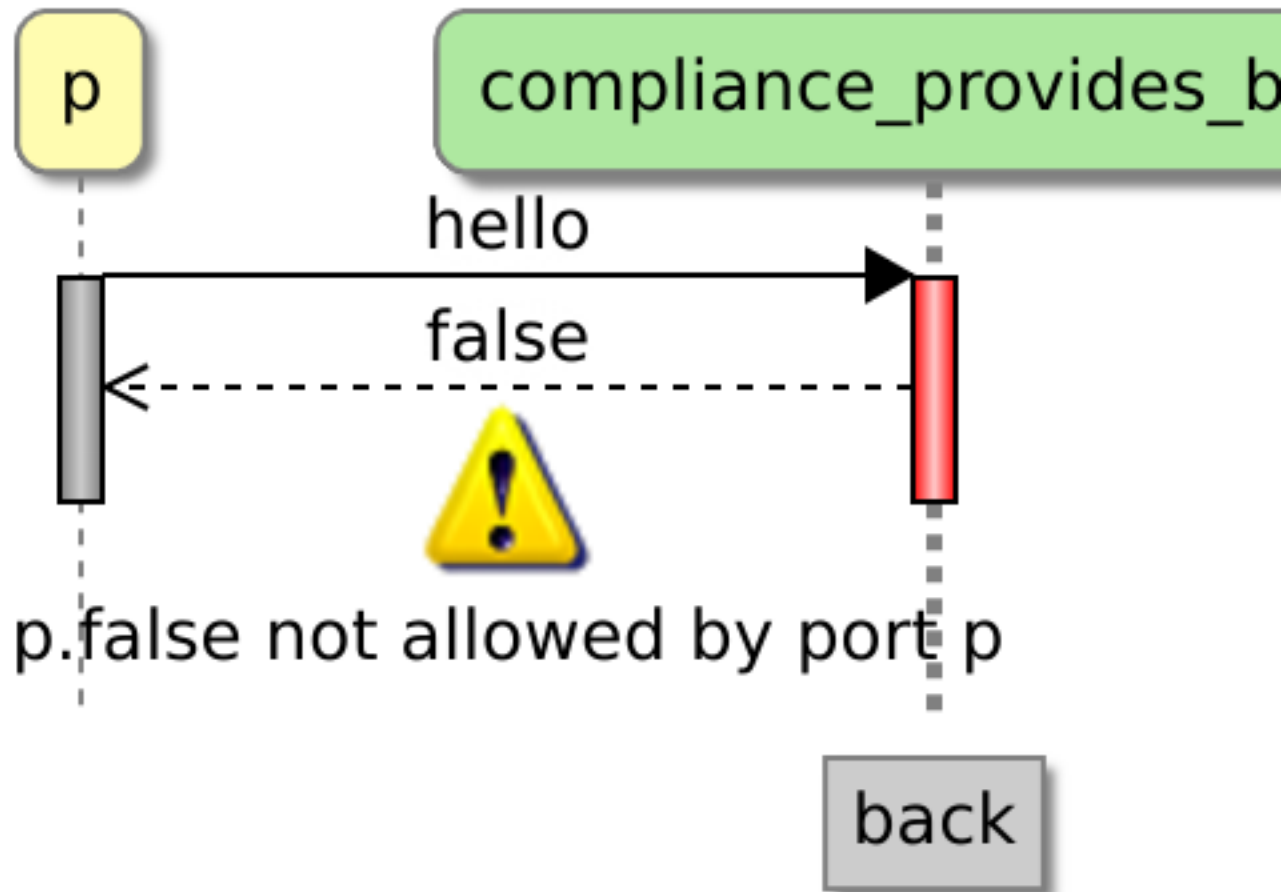 p
compliance_provides_b
hello
false
p.false not allowed by port p
back